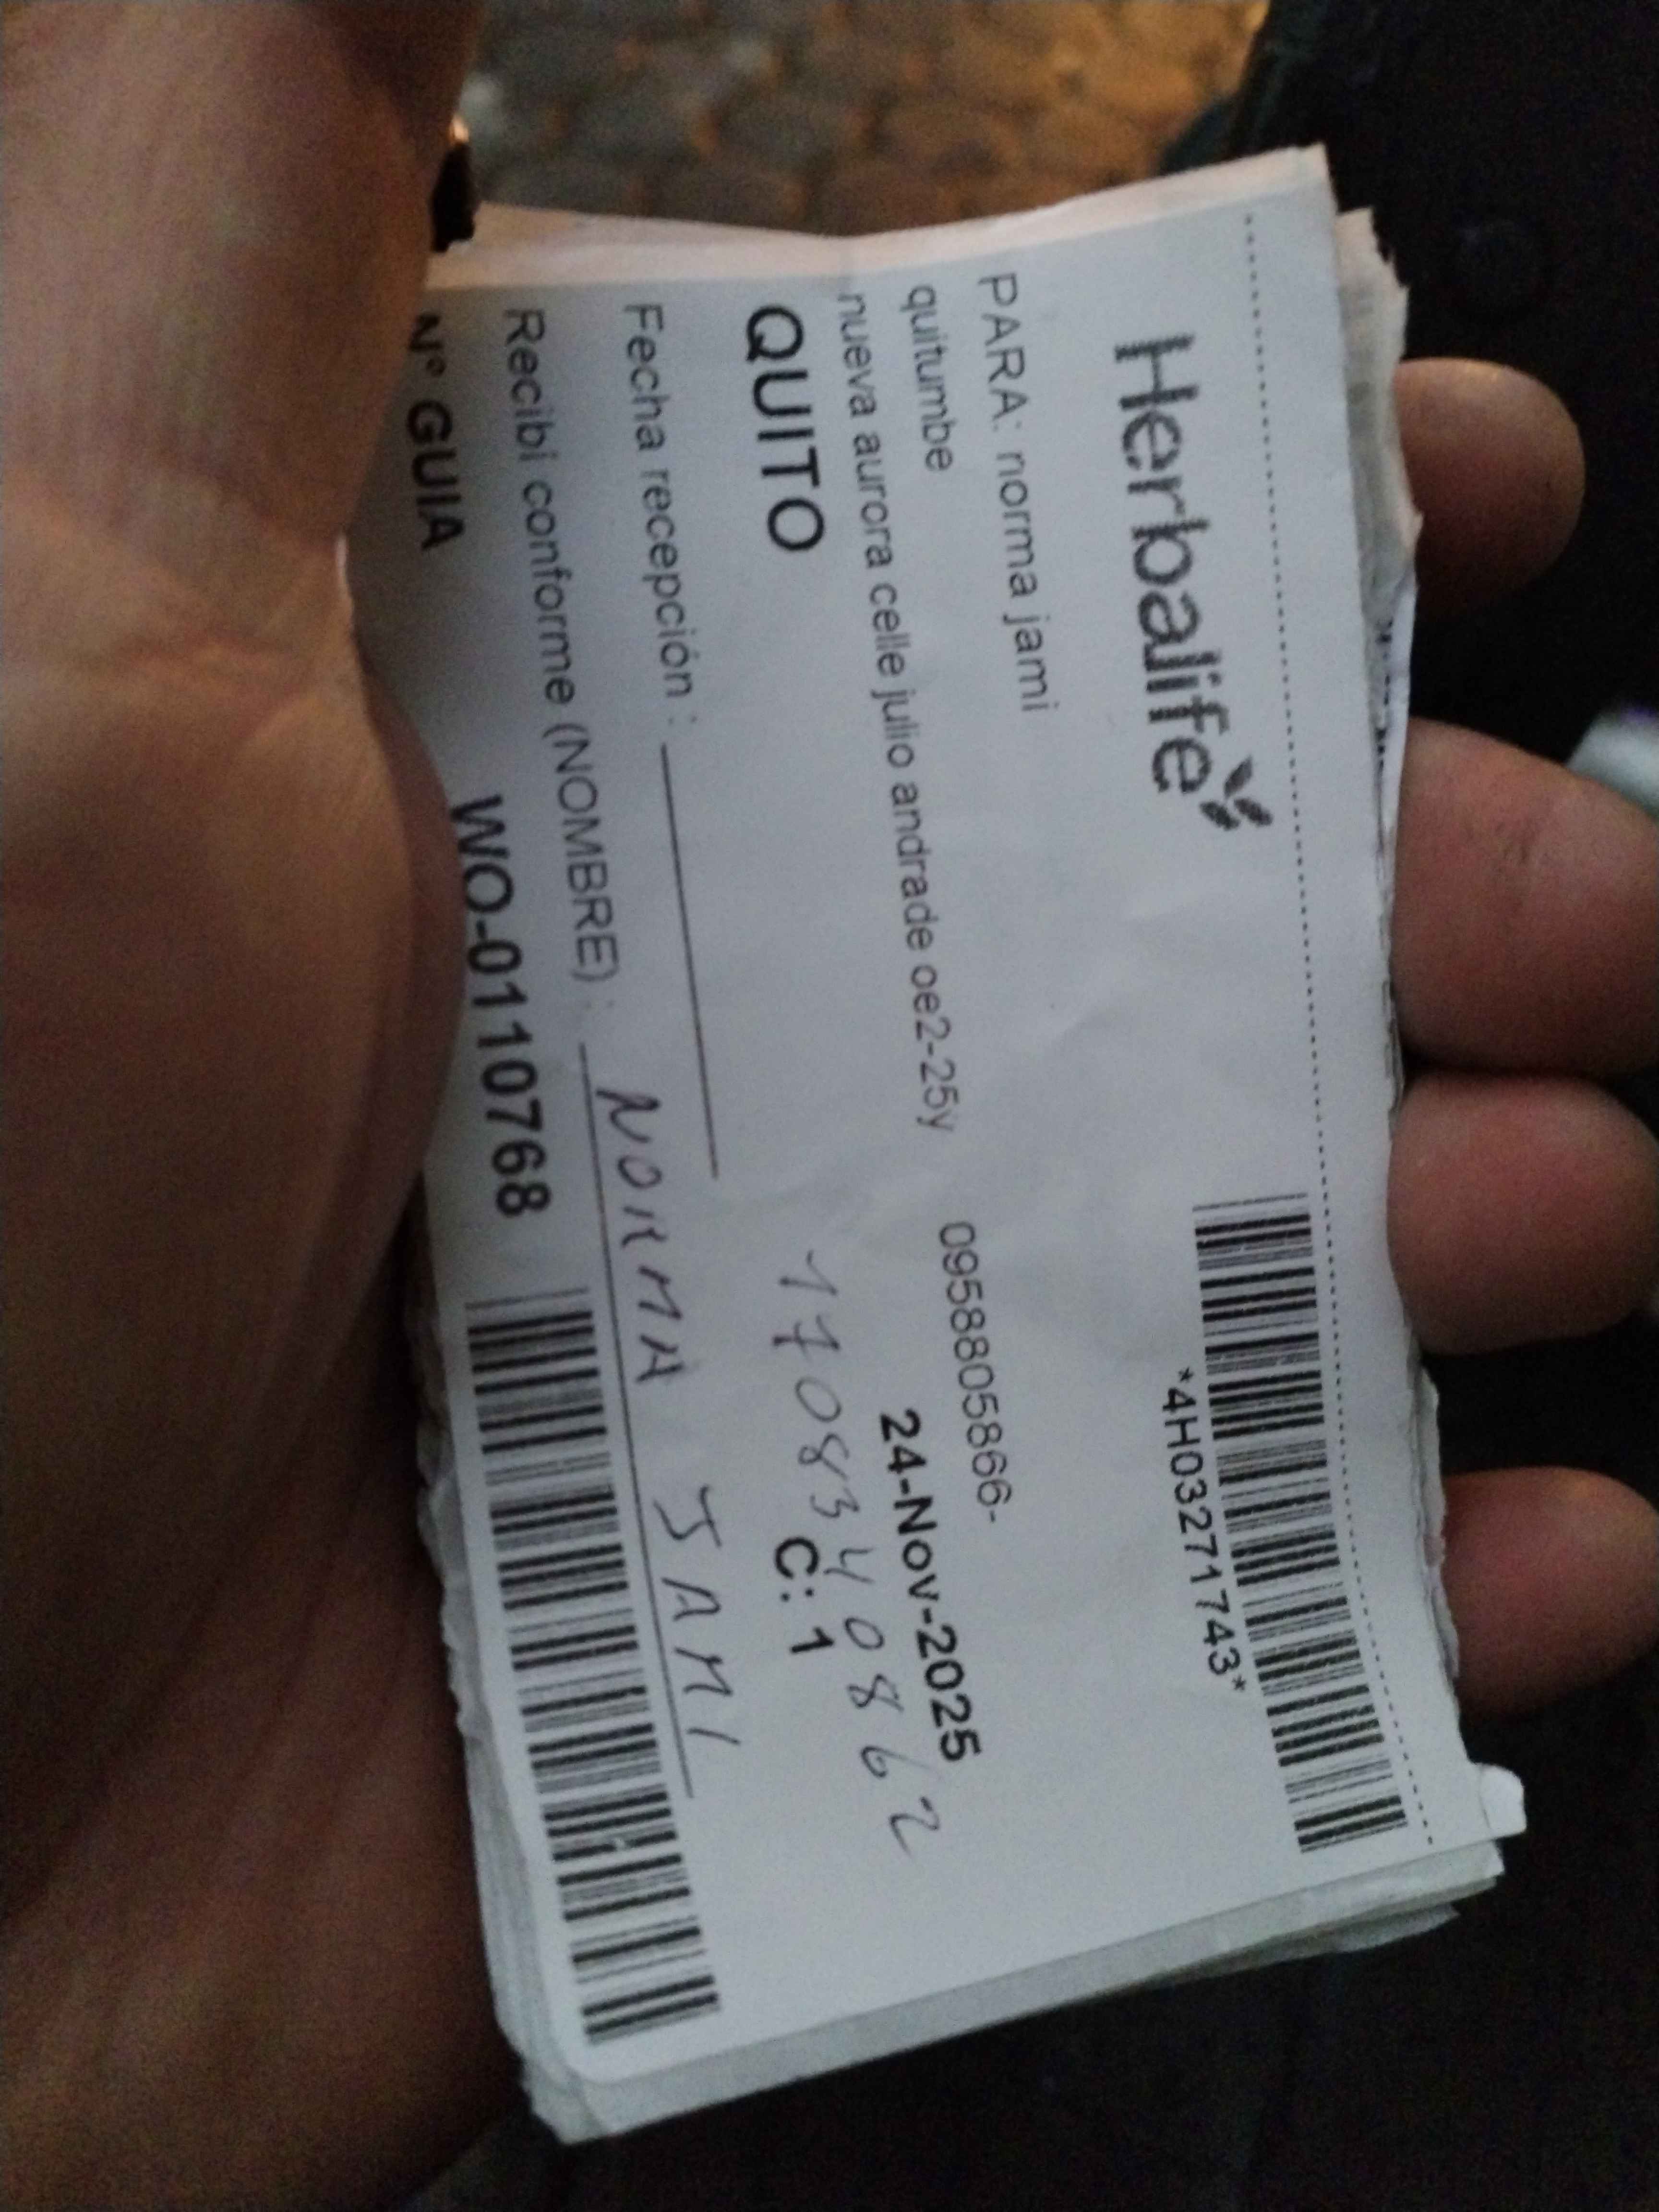 Herbalife
*4H03271743*
PARA: norma jami
quitumbe 0958805866-
nueva aurora celle julio andrade oe2-25y
24-Nov-2025
QUITO
1708340862
C: 1
Fecha recepción :
Recibí conforme (NOMBRE) : NORMA JAMI
Nº GUIA WO-0110768